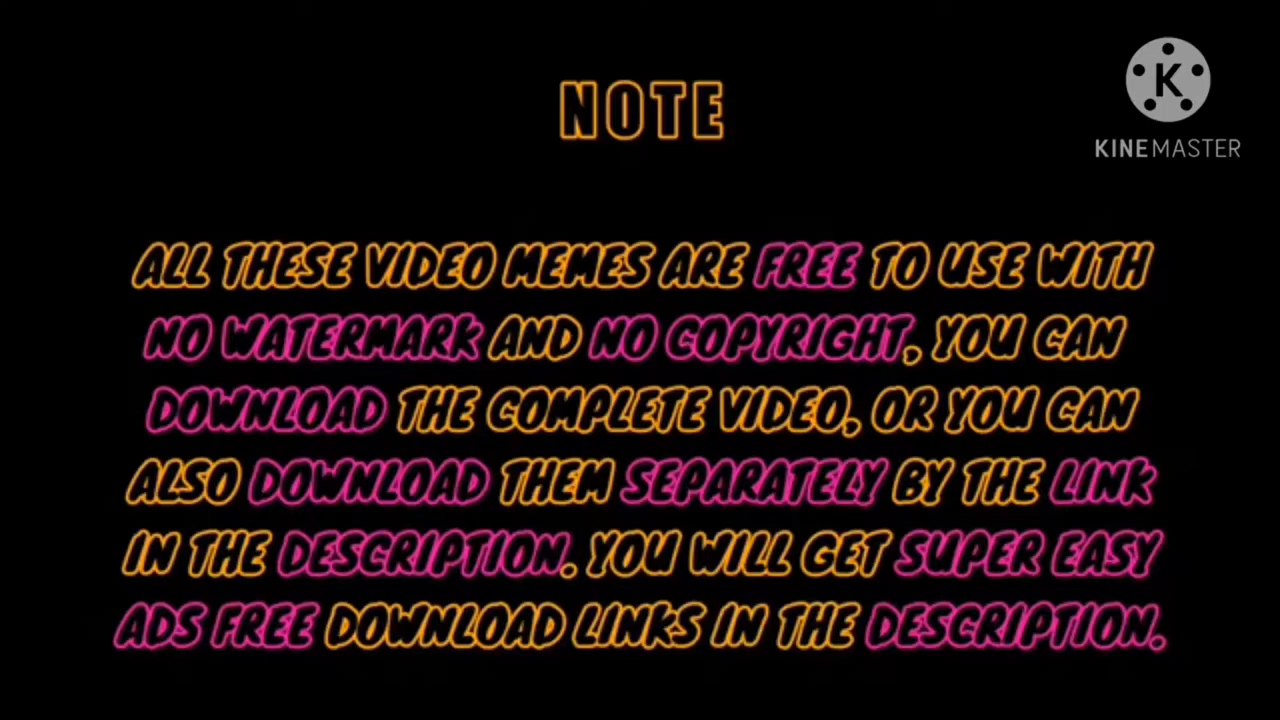 NOTE
K
KINEMASTER
ALL THESE VIDEO MEMES ARE FREE TO USE WITH
NO WATERMARK AND NO COPYRIGHT, YOU CAN
DOWNLOAD THE COMPLETE VIDEO, OR YOU CAN
ALSO DOWNLOAD THEM SEPARATELY BY THE LINK
IN THE DESCRIPTION. YOU WILL GET SUPER EASY
ADS FREE DOWNLOAD LINKS IN THE DESCRIPTION.